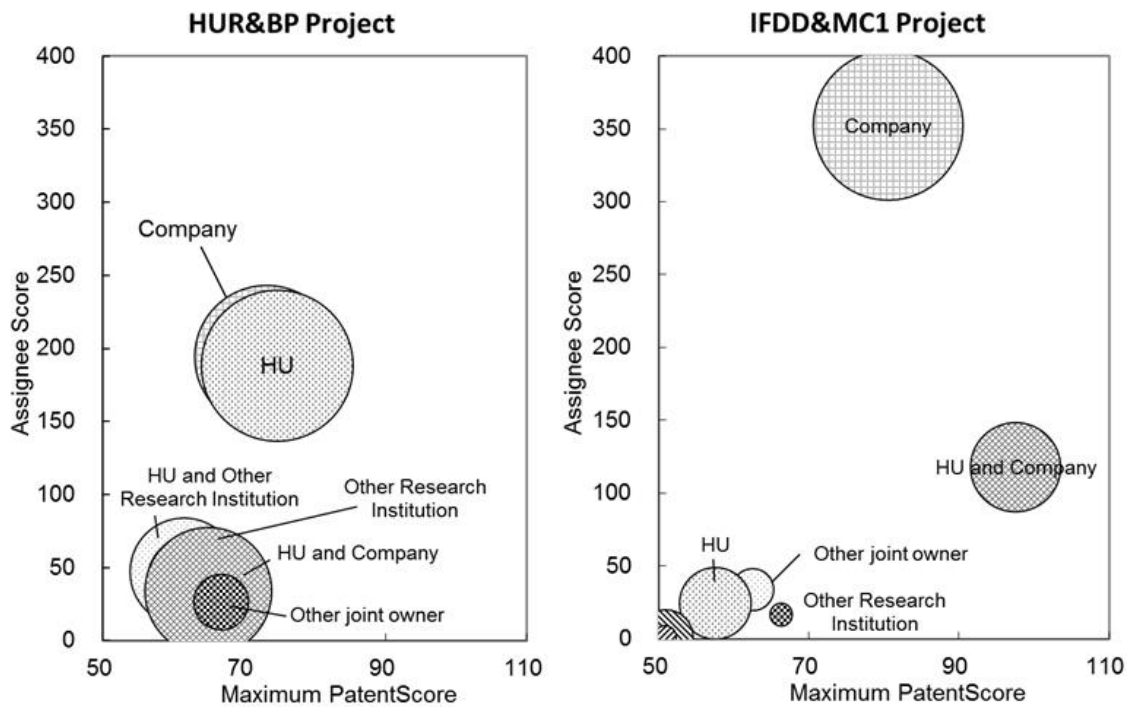 HUR&BP Project
400
350
300
250
200
150
100
50
0
Assignee Score
Company
HU
HU and Other
Research Institution
Other Research
Institution
HU and Company
Other joint owner
50
70
90
110
Maximum PatentScore
IFDD&MC1 Project
400
350
300
250
200
150
100
50
0
Assignee Score
Company
HU and Company
HU
Other joint owner
Other Research
Institution
50
70
90
110
Maximum PatentScore